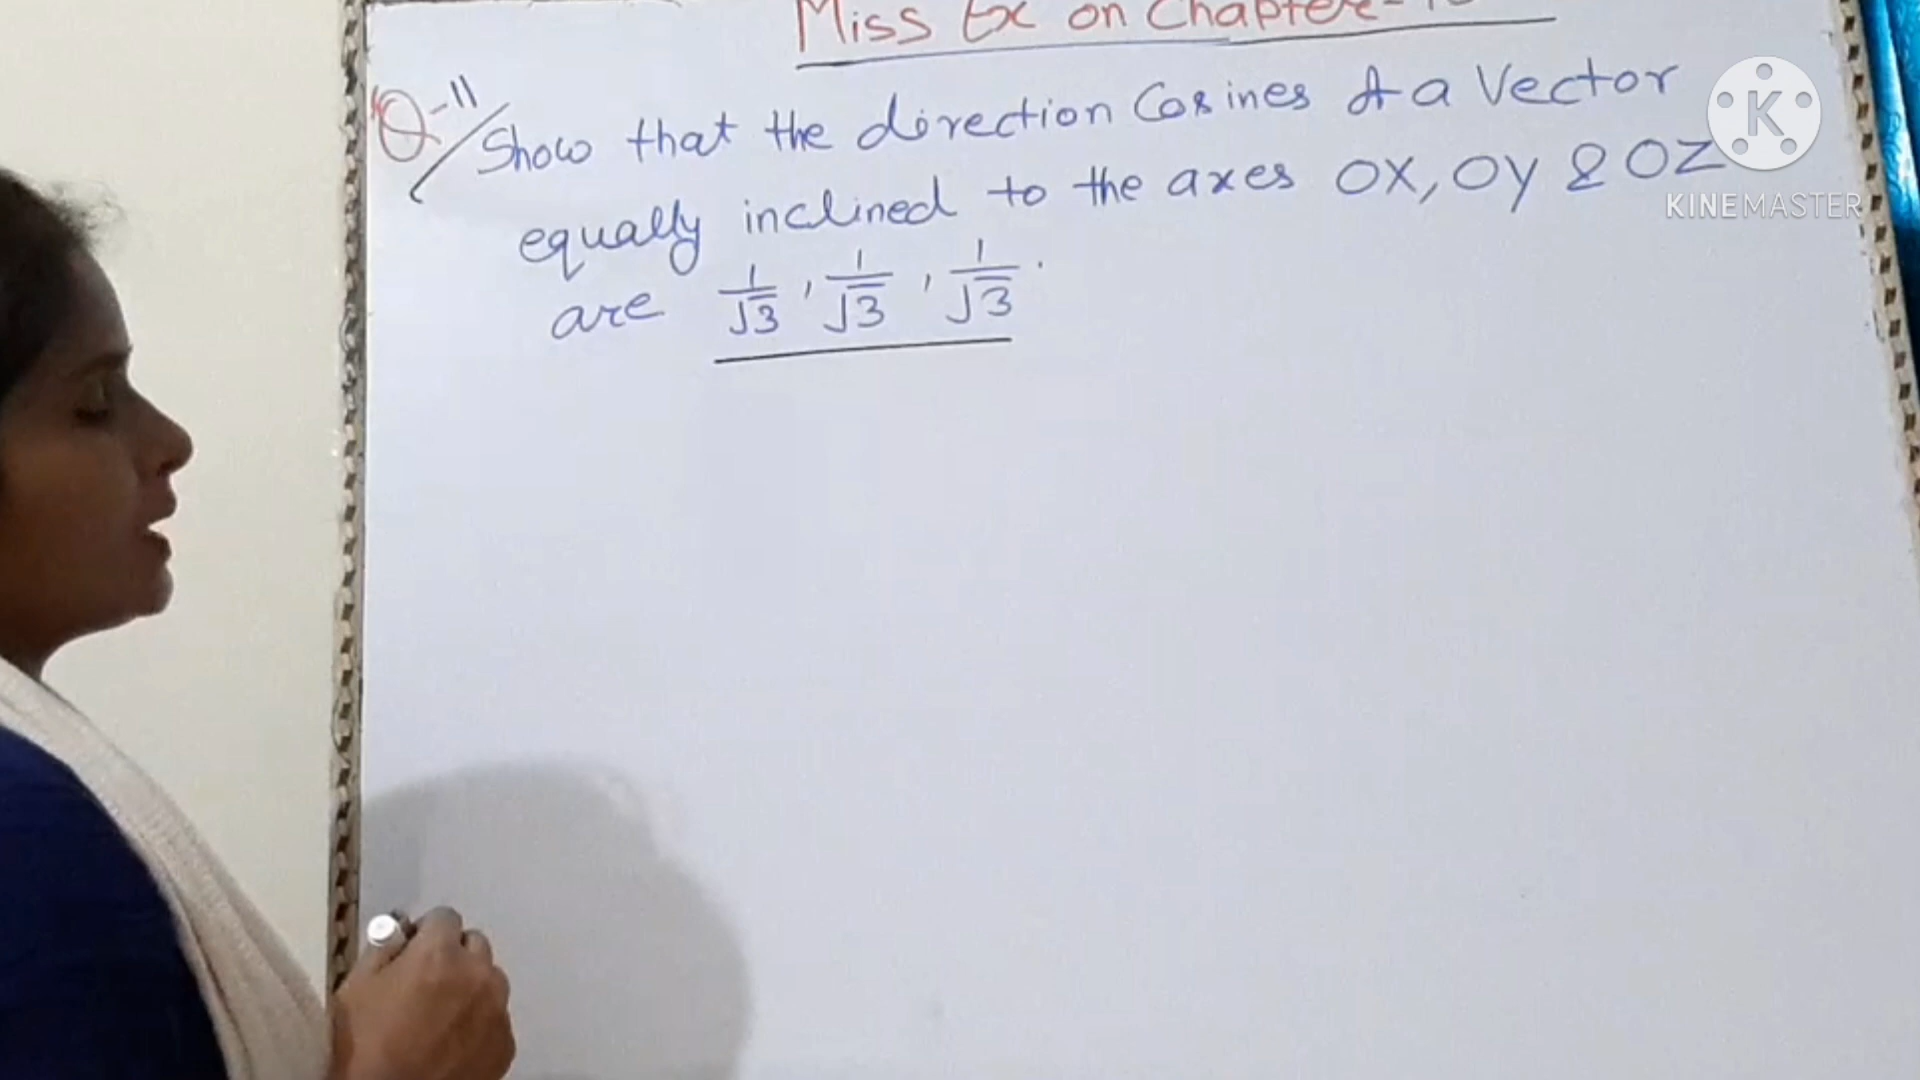 Miss Ex on Chapter-10
Q-11 Show that the direction Cosines of a Vector
equally inclined to the axes OX, OY & OZ
are 1/√3, 1/√3, 1/√3.
K
KINEMASTER